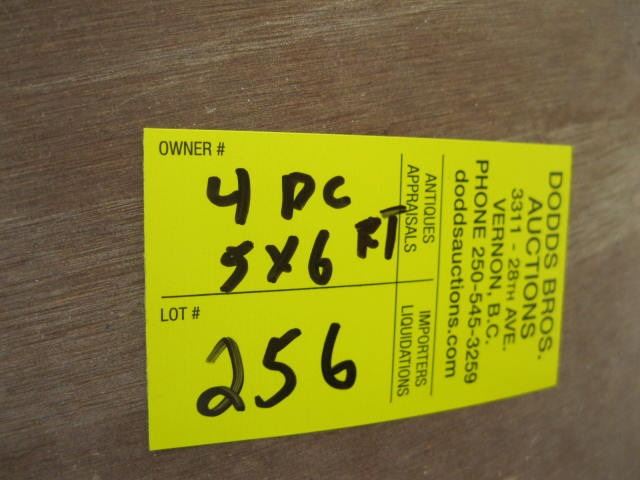 OWNER #
4 PC
5X6 RT
LOT #
256
ANTIQUES
APPRAISALS
IMPORTERS
LIQUIDATIONS
DODDS BROS.
AUCTIONS
3311 - 28TH AVE.
VERNON, B.C.
PHONE 250-545-3259
doddsauctions.com